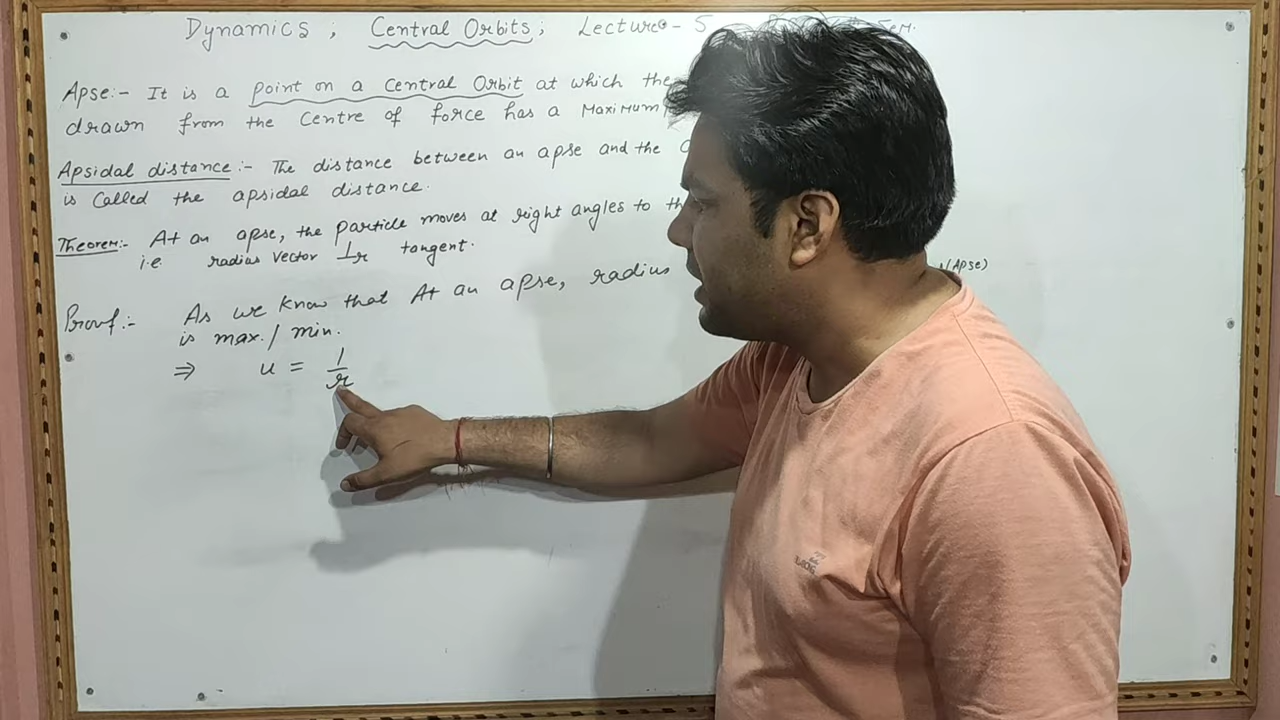 Dynamics ; Central Orbits ; Lecture - 5 Sem.
Apse:- It is a point on a Central Orbit at which the
drawn from the centre of force has a Maximum
Apsidal distance:- The distance between an apse and the
is called the apsidal distance.
Theorem:- At an apse, the particle moves at right angles to
i.e. radius vector ⊥r tangent.
Proof:- As we know that At an apse, radius
(Apse)
is max./min.
⇒ u = 1/r